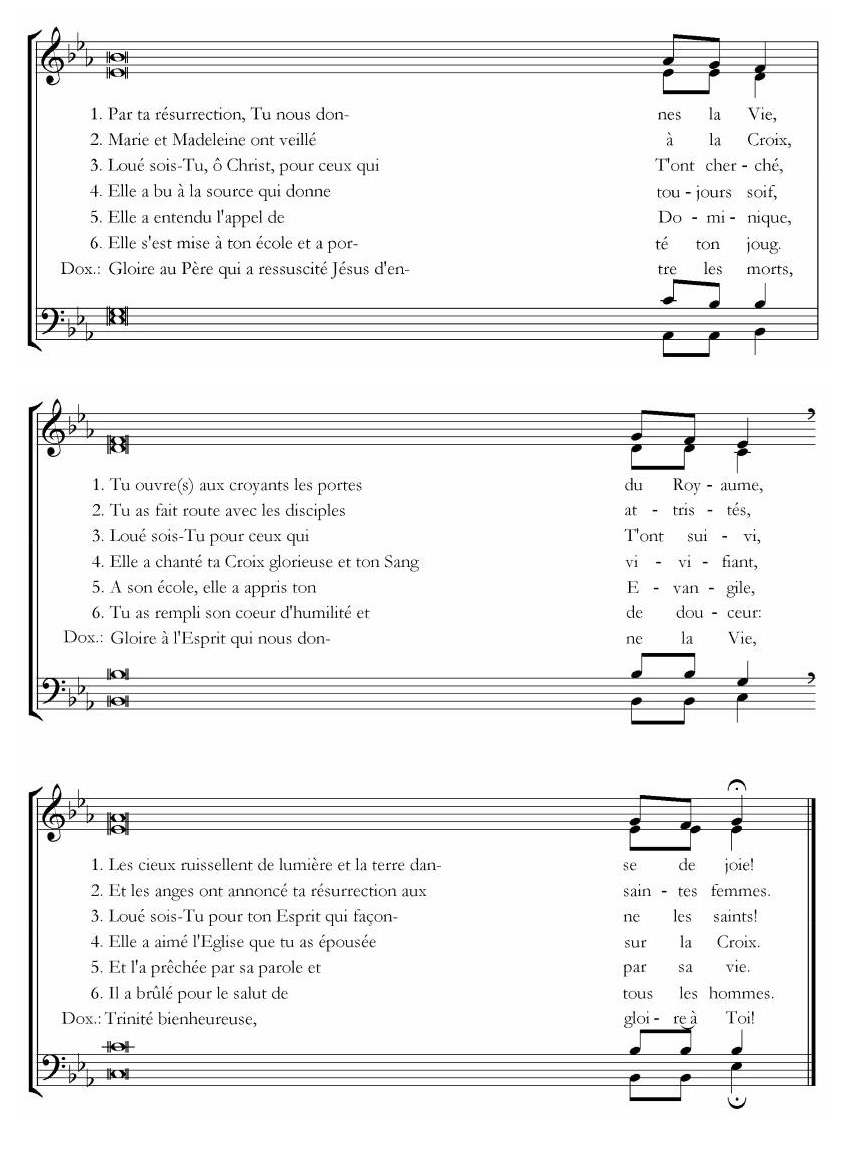 1. Par ta résurrection, Tu nous don- nes la Vie,
2. Marie et Madeleine ont veillé à la Croix,
3. Loué sois-Tu, ô Christ, pour ceux qui T'ont cher - ché,
4. Elle a bu à la source qui donne tou - jours soif,
5. Elle a entendu l'appel de Do - mi - nique,
6. Elle s'est mise à ton école et a por- té ton joug.
Dox.: Gloire au Père qui a ressuscité Jésus d'en- tre les morts,
1. Tu ouvre(s) aux croyants les portes du Roy - aume,
2. Tu as fait route avec les disciples at - tris - tés,
3. Loué sois-Tu pour ceux qui T'ont sui - vi,
4. Elle a chanté ta Croix glorieuse et ton Sang vi - vi - fiant,
5. A son école, elle a appris ton E - van - gile,
6. Tu as rempli son coeur d'humilité et de dou - ceur:
Dox.: Gloire à l'Esprit qui nous don- ne la Vie,
1. Les cieux ruissellent de lumière et la terre dan- se de joie!
2. Et les anges ont annoncé ta résurrection aux sain - tes femmes.
3. Loué sois-Tu pour ton Esprit qui façon- ne les saints!
4. Elle a aimé l'Eglise que tu as épousée sur la Croix.
5. Et l'a prêchée par sa parole et par sa vie.
6. Il a brûlé pour le salut de tous les hommes.
Dox.: Trinité bienheureuse, gloi - re à Toi!